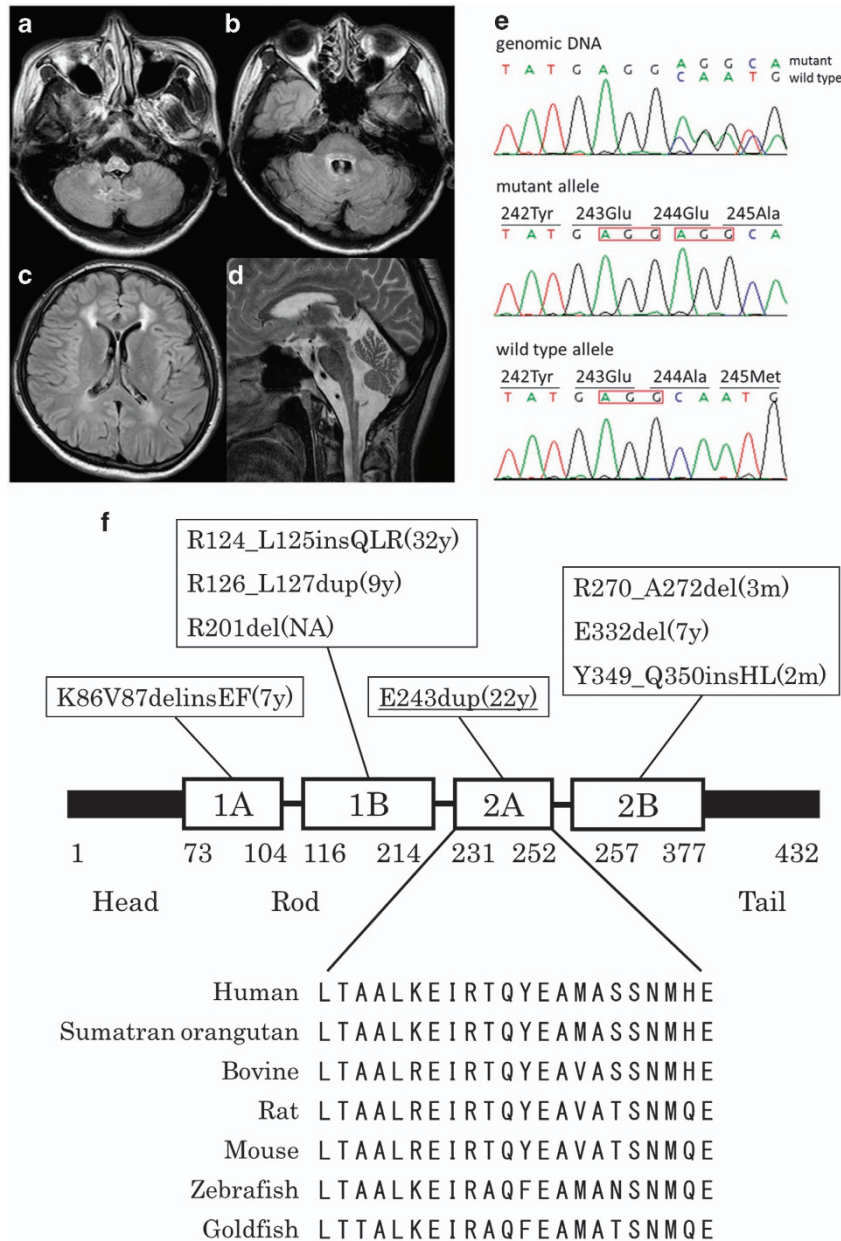 a
b
c
d
e
genomic DNA
T A T G A G G A G G C A mutant
C A A T G wild type
mutant allele
242Tyr 243Glu 244Glu 245Ala
T A T G A G G A G G C A
wild type allele
242Tyr 243Glu 244Ala 245Met
T A T G A G G C A A T G
f
R124_L125insQLR(32y)
R126_L127dup(9y)
R201del(NA)
R270_A272del(3m)
E332del(7y)
Y349_Q350insHL(2m)
K86V87delinsEF(7y)
E243dup(22y)
1A 1B 2A 2B
1 73 104 116 214 231 252 257 377 432
Head Rod Tail
Human LTAALKEIRTQYEAMASSNMHE
Sumatran orangutan LTAALKEIRTQYEAMASSNMHE
Bovine LTAALREIRTQYEAVASSNMHE
Rat LTAALREIRTQYEAVATSNMQE
Mouse LTAALREIRTQYEAVATSNMQE
Zebrafish LTAALREIRAQFEAMANSNMQE
Goldfish LTTALREIRAQFEAMATSNMQE